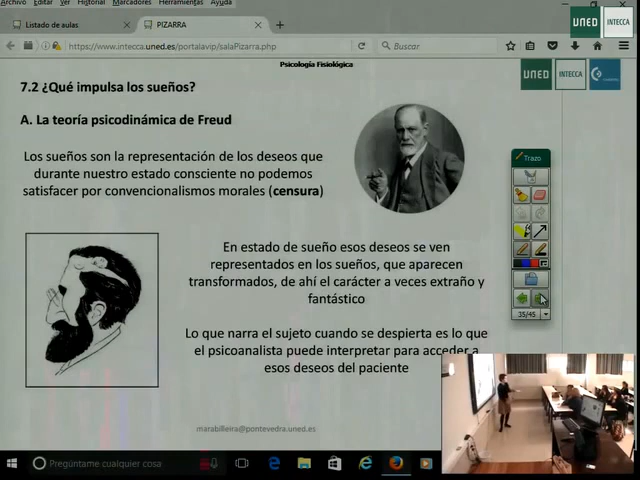 Archivo Editar Ver Historial Marcadores Herramientas Ayuda
Listado de aulas
PIZARRA
https://www.intecca.uned.es/portalavip/salaPizarra.php
Buscar
UNED INTECCA
Psicología Fisiológica
UNED INTECCA
7.2 ¿Qué impulsa los sueños?
A. La teoría psicodinámica de Freud
Los sueños son la representación de los deseos que
durante nuestro estado consciente no podemos
satisfacer por convencionalismos morales (censura)
Trazo
35/45
En estado de sueño esos deseos se ven
representados en los sueños, que aparecen
transformados, de ahí el carácter a veces extraño y
fantástico
Lo que narra el sujeto cuando se despierta es lo que
el psicoanalista puede interpretar para acceder a
esos deseos del paciente
marabilleira@pontevedra.uned.es
Pregúntame cualquier cosa